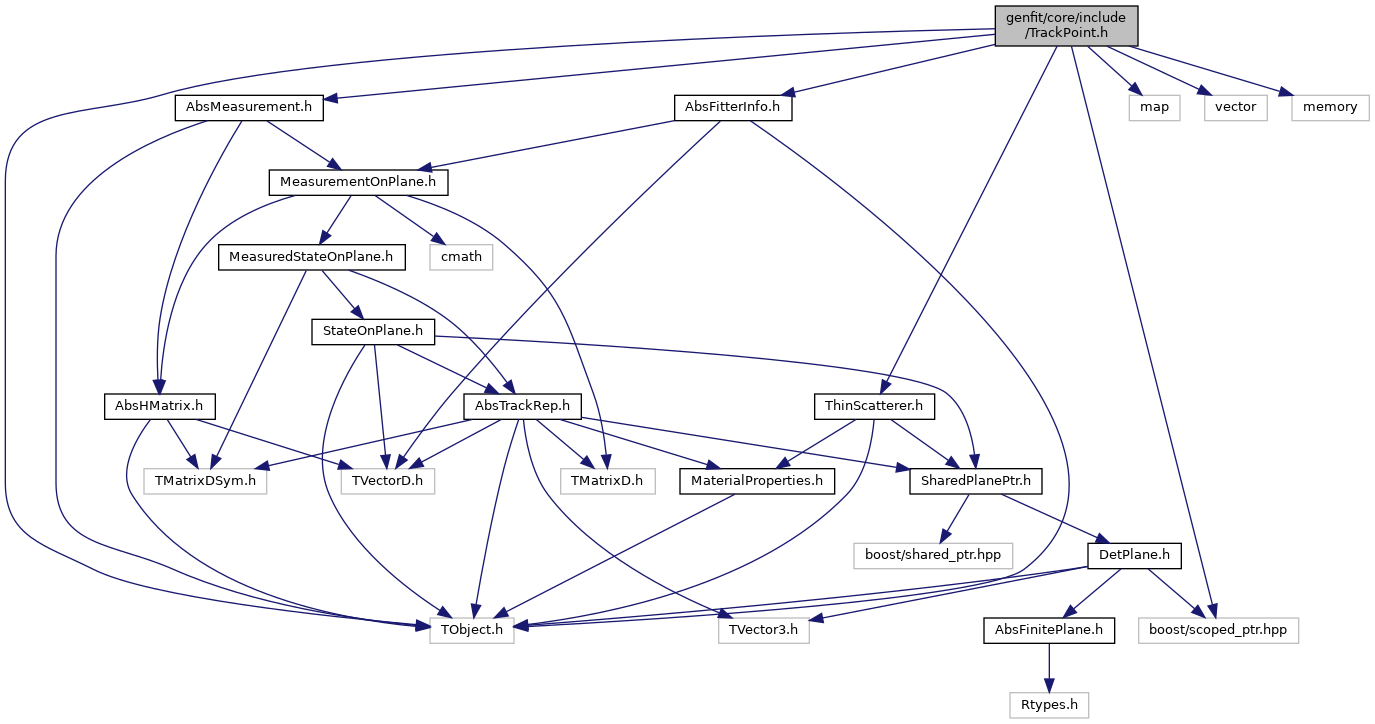 genfit/core/include
/TrackPoint.h
AbsMeasurement.h
AbsFitterInfo.h
map
vector
memory
MeasurementOnPlane.h
MeasuredStateOnPlane.h
cmath
StateOnPlane.h
AbsHMatrix.h
AbsTrackRep.h
ThinScatterer.h
TMatrixDSym.h
TVectorD.h
TMatrixD.h
MaterialProperties.h
SharedPlanePtr.h
boost/shared_ptr.hpp
DetPlane.h
TObject.h
TVector3.h
AbsFinitePlane.h
boost/scoped_ptr.hpp
Rtypes.h